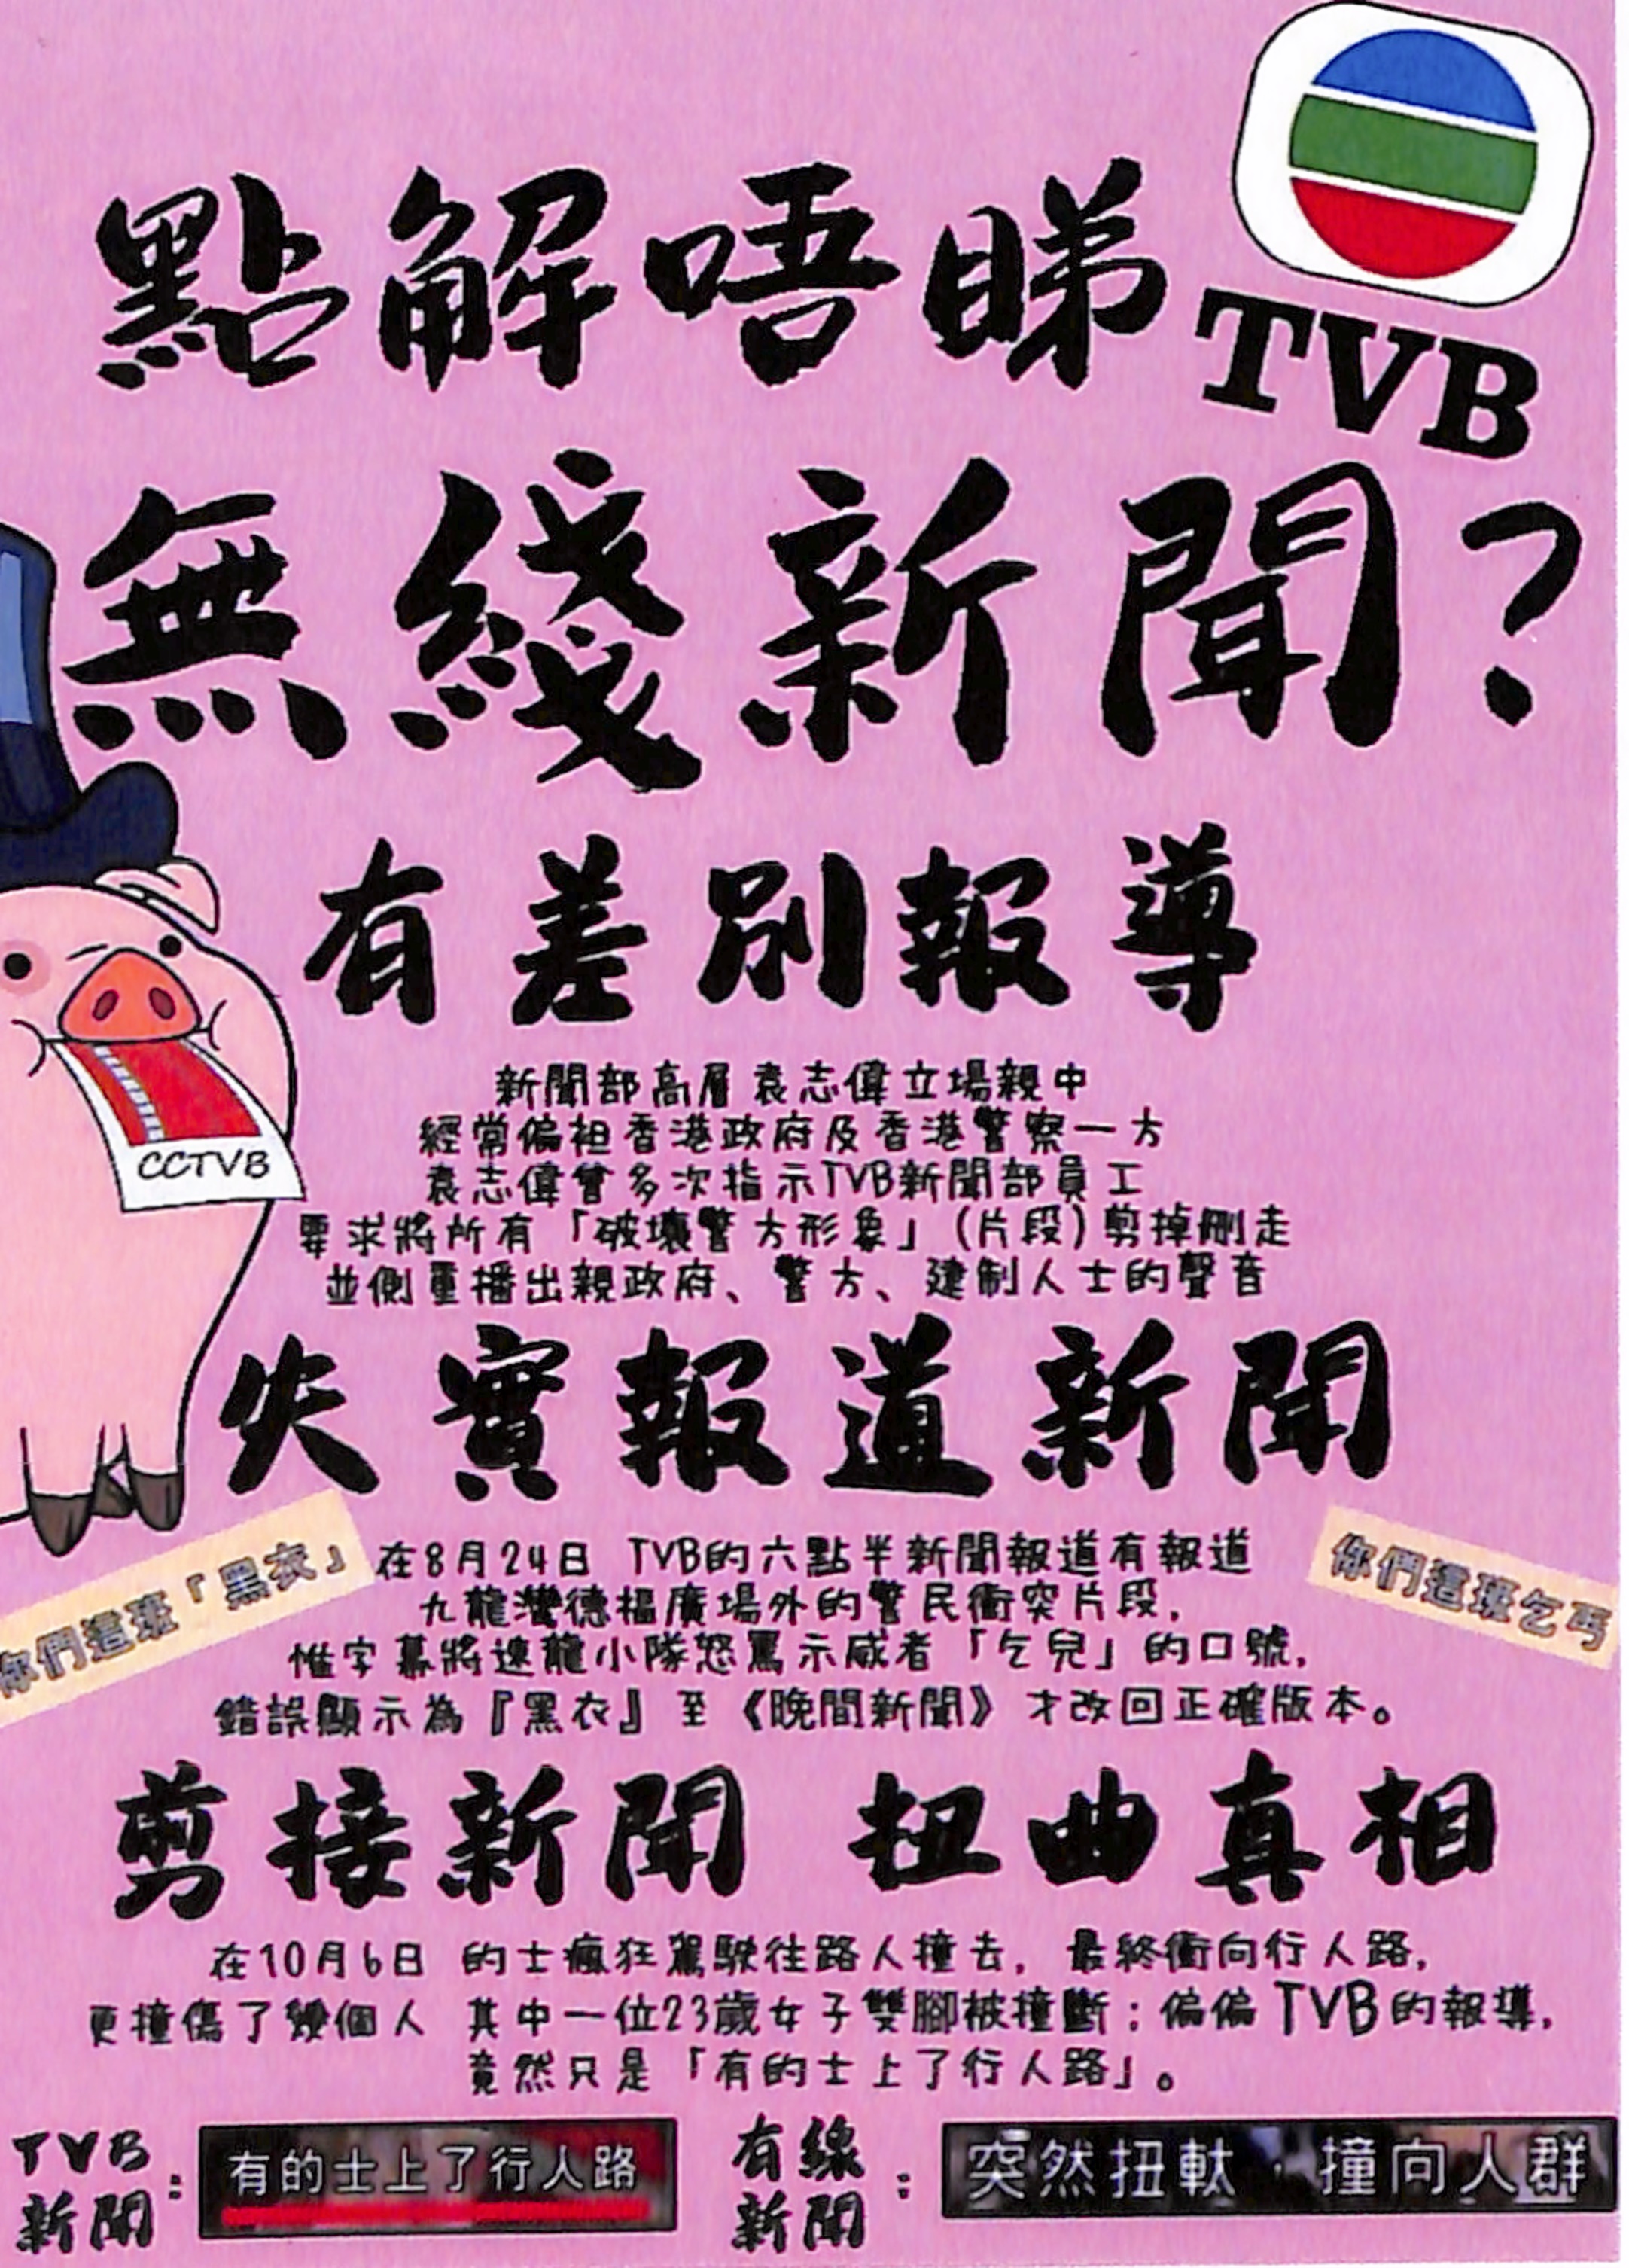 點解唔睇
TVB
無綫新聞?
有差別報導
新聞部高層袁志偉立場親中
經常偏袒香港政府及香港警察一方
袁志偉曾多次指示TVB新聞部員工
要求將所有「破壞警方形象」(片段)剪掉刪走
並側重播出親政府、警方、建制人士的聲音
CCTVB
失實報道新聞
你們這班「黑衣」
在8月24日 TVB的六點半新聞報道有報道
九龍灣德福廣場外的警民衝突片段,
惟字幕將速龍小隊怒罵示威者「乞兒」的口號,
錯誤顯示為『黑衣』至《晚間新聞》才改回正確版本。
你們這班乞丐
剪接新聞 扭曲真相
在10月6日 的士瘋狂駕駛往路人撞去, 最終衝向行人路,
更撞傷了幾個人 其中一位23歲女子雙腳被撞斷;偏偏TVB的報導,
竟然只是「有的士上了行人路」。
TVB新聞: 有的士上了行人路
有線新聞: 突然扭軚,撞向人群